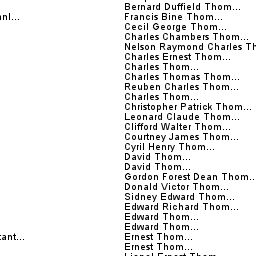 Bernard Duffield Thom...
anl... Francis Bine Thom...
Cecil George Thom...
Charles Chambers Thom...
Nelson Raymond Charles Th
Charles Ernest Thom...
Charles Thom...
Charles Thomas Thom...
Reuben Charles Thom...
Charles Thom...
Christopher Patrick Thom...
Leonard Claude Thom...
Clifford Walter Thom...
Courtney James Thom...
Cyril Henry Thom...
David Thom...
David Thom...
Gordon Forest Dean Thom...
Donald Victor Thom...
Sidney Edward Thom...
Edward Richard Thom...
Edward Thom...
Edward Thom...
tant... Ernest Thom...
Ernest Thom...
Lionel Ernest Thom